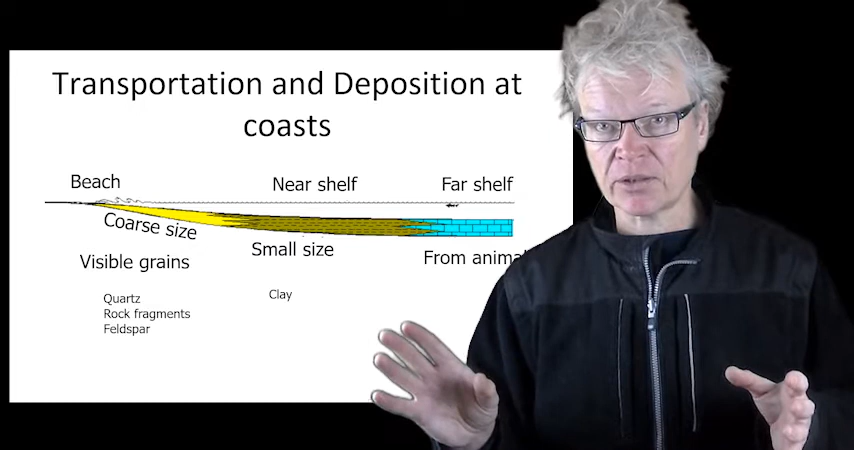 Transportation and Deposition at
coasts
Beach
Near shelf
Far shelf
Coarse size
Small size
From
Visible grains
Quartz
Rock fragments
Feldspar
Clay